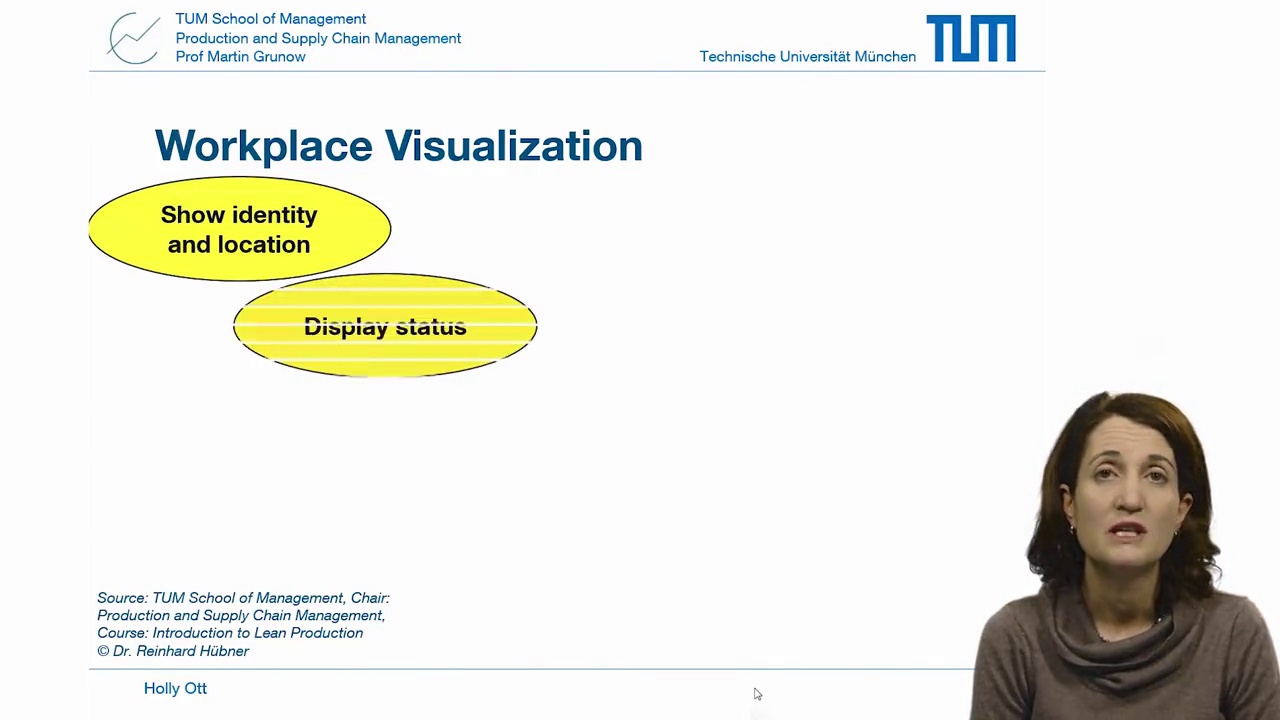 TUM School of Management
Production and Supply Chain Management
Prof Martin Grunow
Technische Universität München
TUM
Workplace Visualization
Show identity
and location
Display status
Source: TUM School of Management, Chair:
Production and Supply Chain Management,
Course: Introduction to Lean Production
© Dr. Reinhard Hübner
Holly Ott